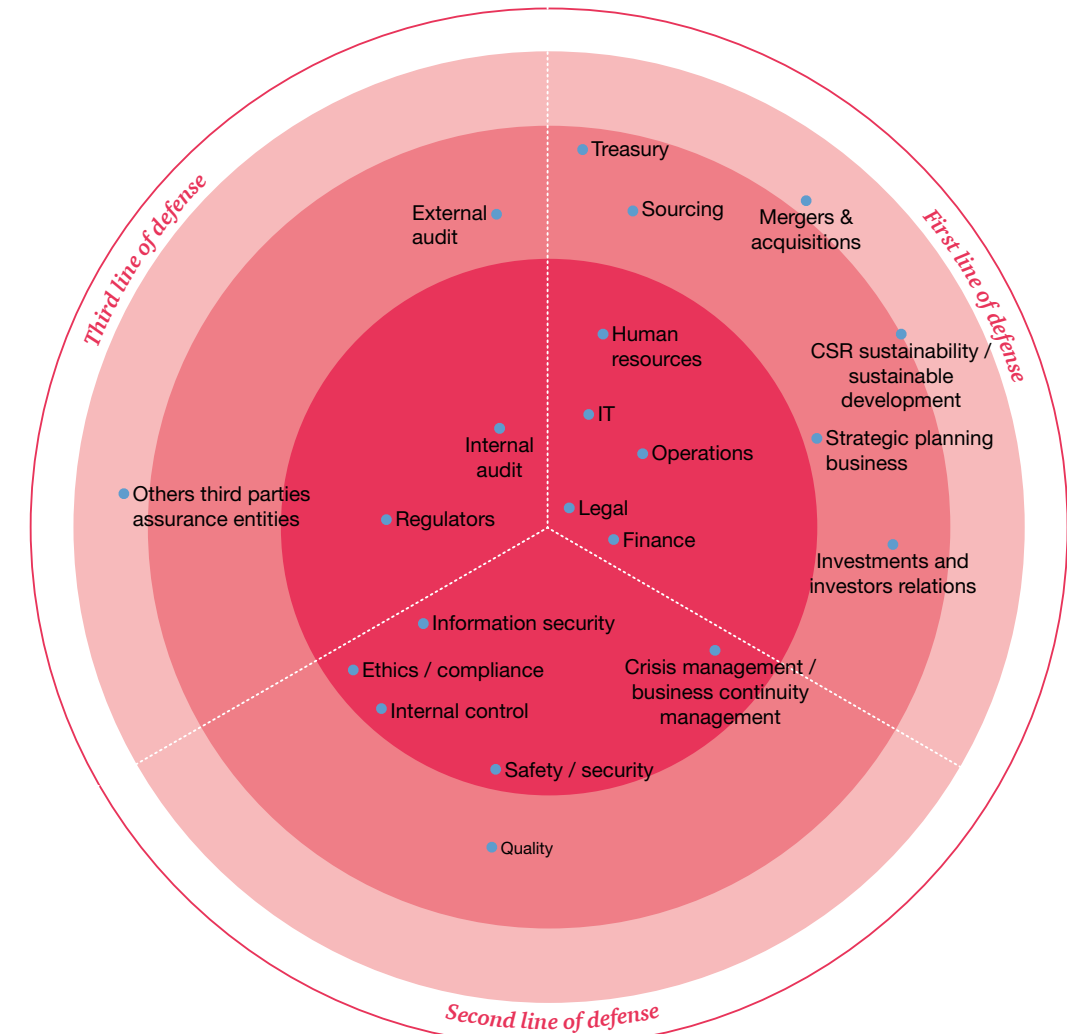 Treasury
External
audit
Sourcing
Mergers &
acquisitions
Third line of defense
First line of defense
Human
resources
CSR sustainability /
sustainable
development
IT
Internal
audit
Operations
Strategic planning
business
Others third parties
assurance entities
Regulators
Legal
Finance
Investments and
investors relations
Information security
Ethics / compliance
Crisis management /
business continuity
management
Internal control
Safety / security
Quality
Second line of defense